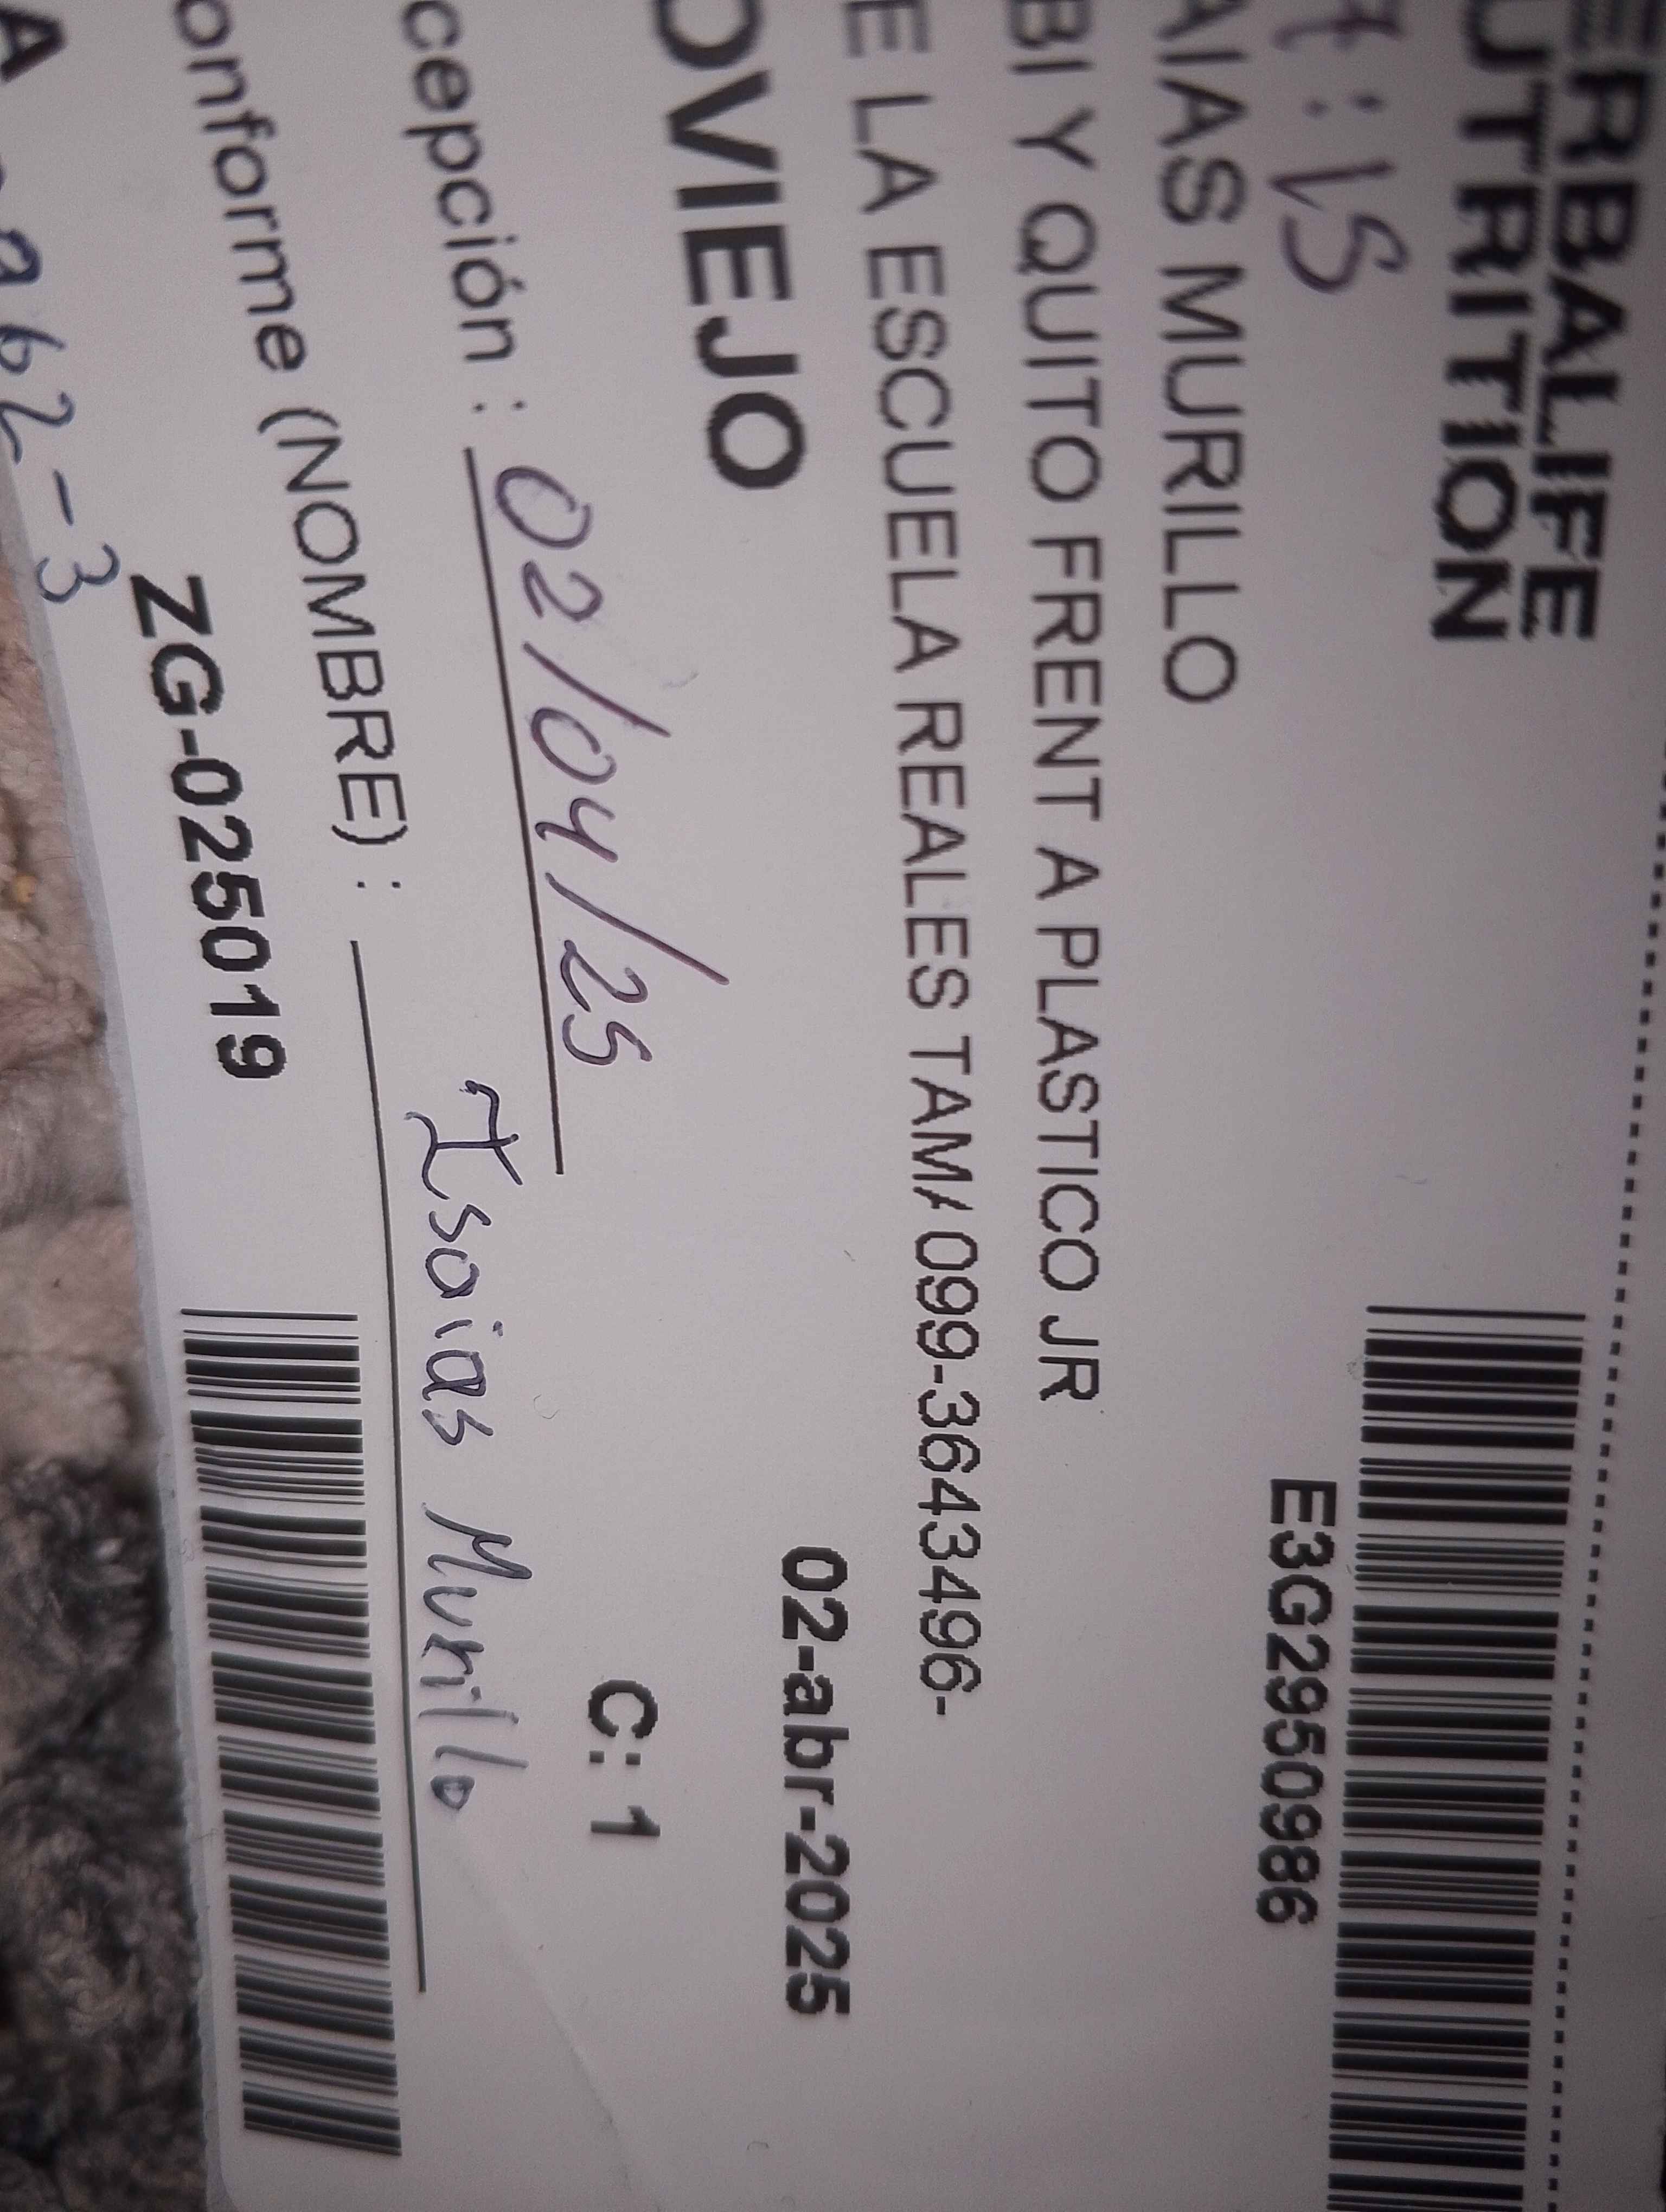 ERBALIFE
UTRITION
7:15
E3G2950986
AIAS MURILLO
BI Y QUITO FRENT A PLASTICO JR
E LA ESCUELA REALES TAM/ 099-3643496-
OVIEJO
02-abr-2025
C: 1
cepción : 02/04/25
onforme (NOMBRE) : Isaias Murillo
ZG-025019
62-3